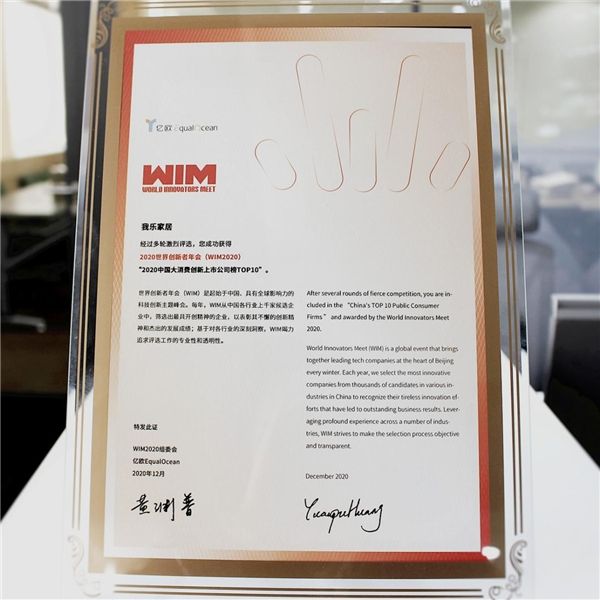 亿欧 EqualOcean
WIM
WORLD INNOVATORS MEET
我乐家居
经过多轮激烈评选，您成功获得
2020世界创新者年会（WIM2020）
“2020中国大消费创新上市公司榜TOP10”。
世界创新者年会（WIM）是起始于中国、具有全球影响力的
科技创新主题峰会。每年，WIM从中国各行业上千家候选企
业中，筛选出最具开创精神的企业，以表彰其不懈的创新精
神和杰出的发展成绩；基于对各行业的深刻洞察，WIM竭力
追求评选工作的专业性和透明性。
After several rounds of fierce competition, you are in-
cluded in the “China's TOP 10 Public Consumer
Firms ” and awarded by the World Innovators Meet
2020.
World Innovators Meet (WIM) is a global event that brings
together leading tech companies at the heart of Beijing
every winter. Each year, we select the most innovative
companies from thousands of candidates in various in-
dustries in China to recognize their tireless innovation ef-
forts that have led to outstanding business results. Lever-
aging profound experience across a number of indus-
tries, WIM strives to make the selection process objective
and transparent.
特发此证
WIM2020组委会
亿欧EqualOcean
2020年12月
December 2020
黄渊普
Yuanpu Huang